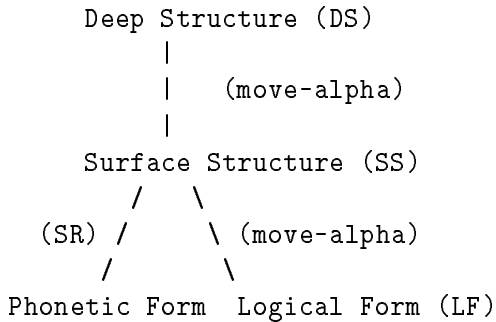 Deep Structure (DS)
|
| (move-alpha)
|
Surface Structure (SS)
/ \
(SR) / \ (move-alpha)
/ \
Phonetic Form Logical Form (LF)